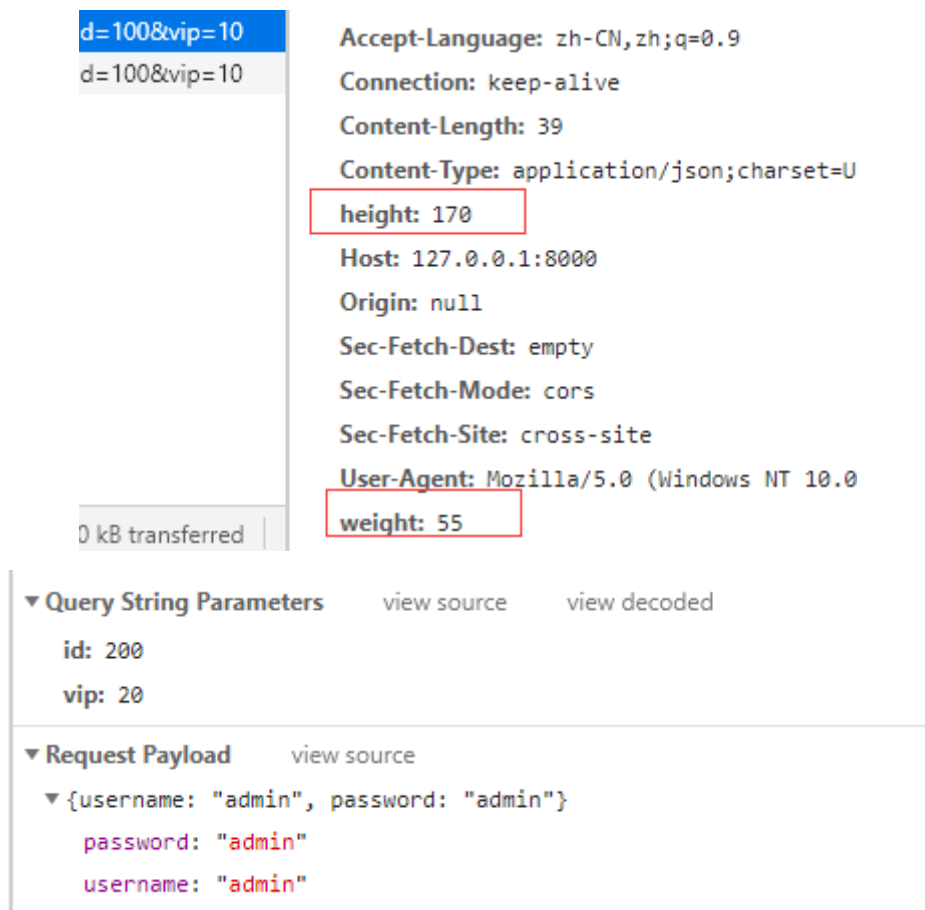 d=100&vip=10
d=100&vip=10
0 kB transferred
Accept-Language: zh-CN,zh;q=0.9
Connection: keep-alive
Content-Length: 39
Content-Type: application/json;charset=U
height: 170
Host: 127.0.0.1:8000
Origin: null
Sec-Fetch-Dest: empty
Sec-Fetch-Mode: cors
Sec-Fetch-Site: cross-site
User-Agent: Mozilla/5.0 (Windows NT 10.0
weight: 55
▼ Query String Parameters view source view decoded
id: 200
vip: 20
▼ Request Payload view source
▼ {username: "admin", password: "admin"}
password: "admin"
username: "admin"